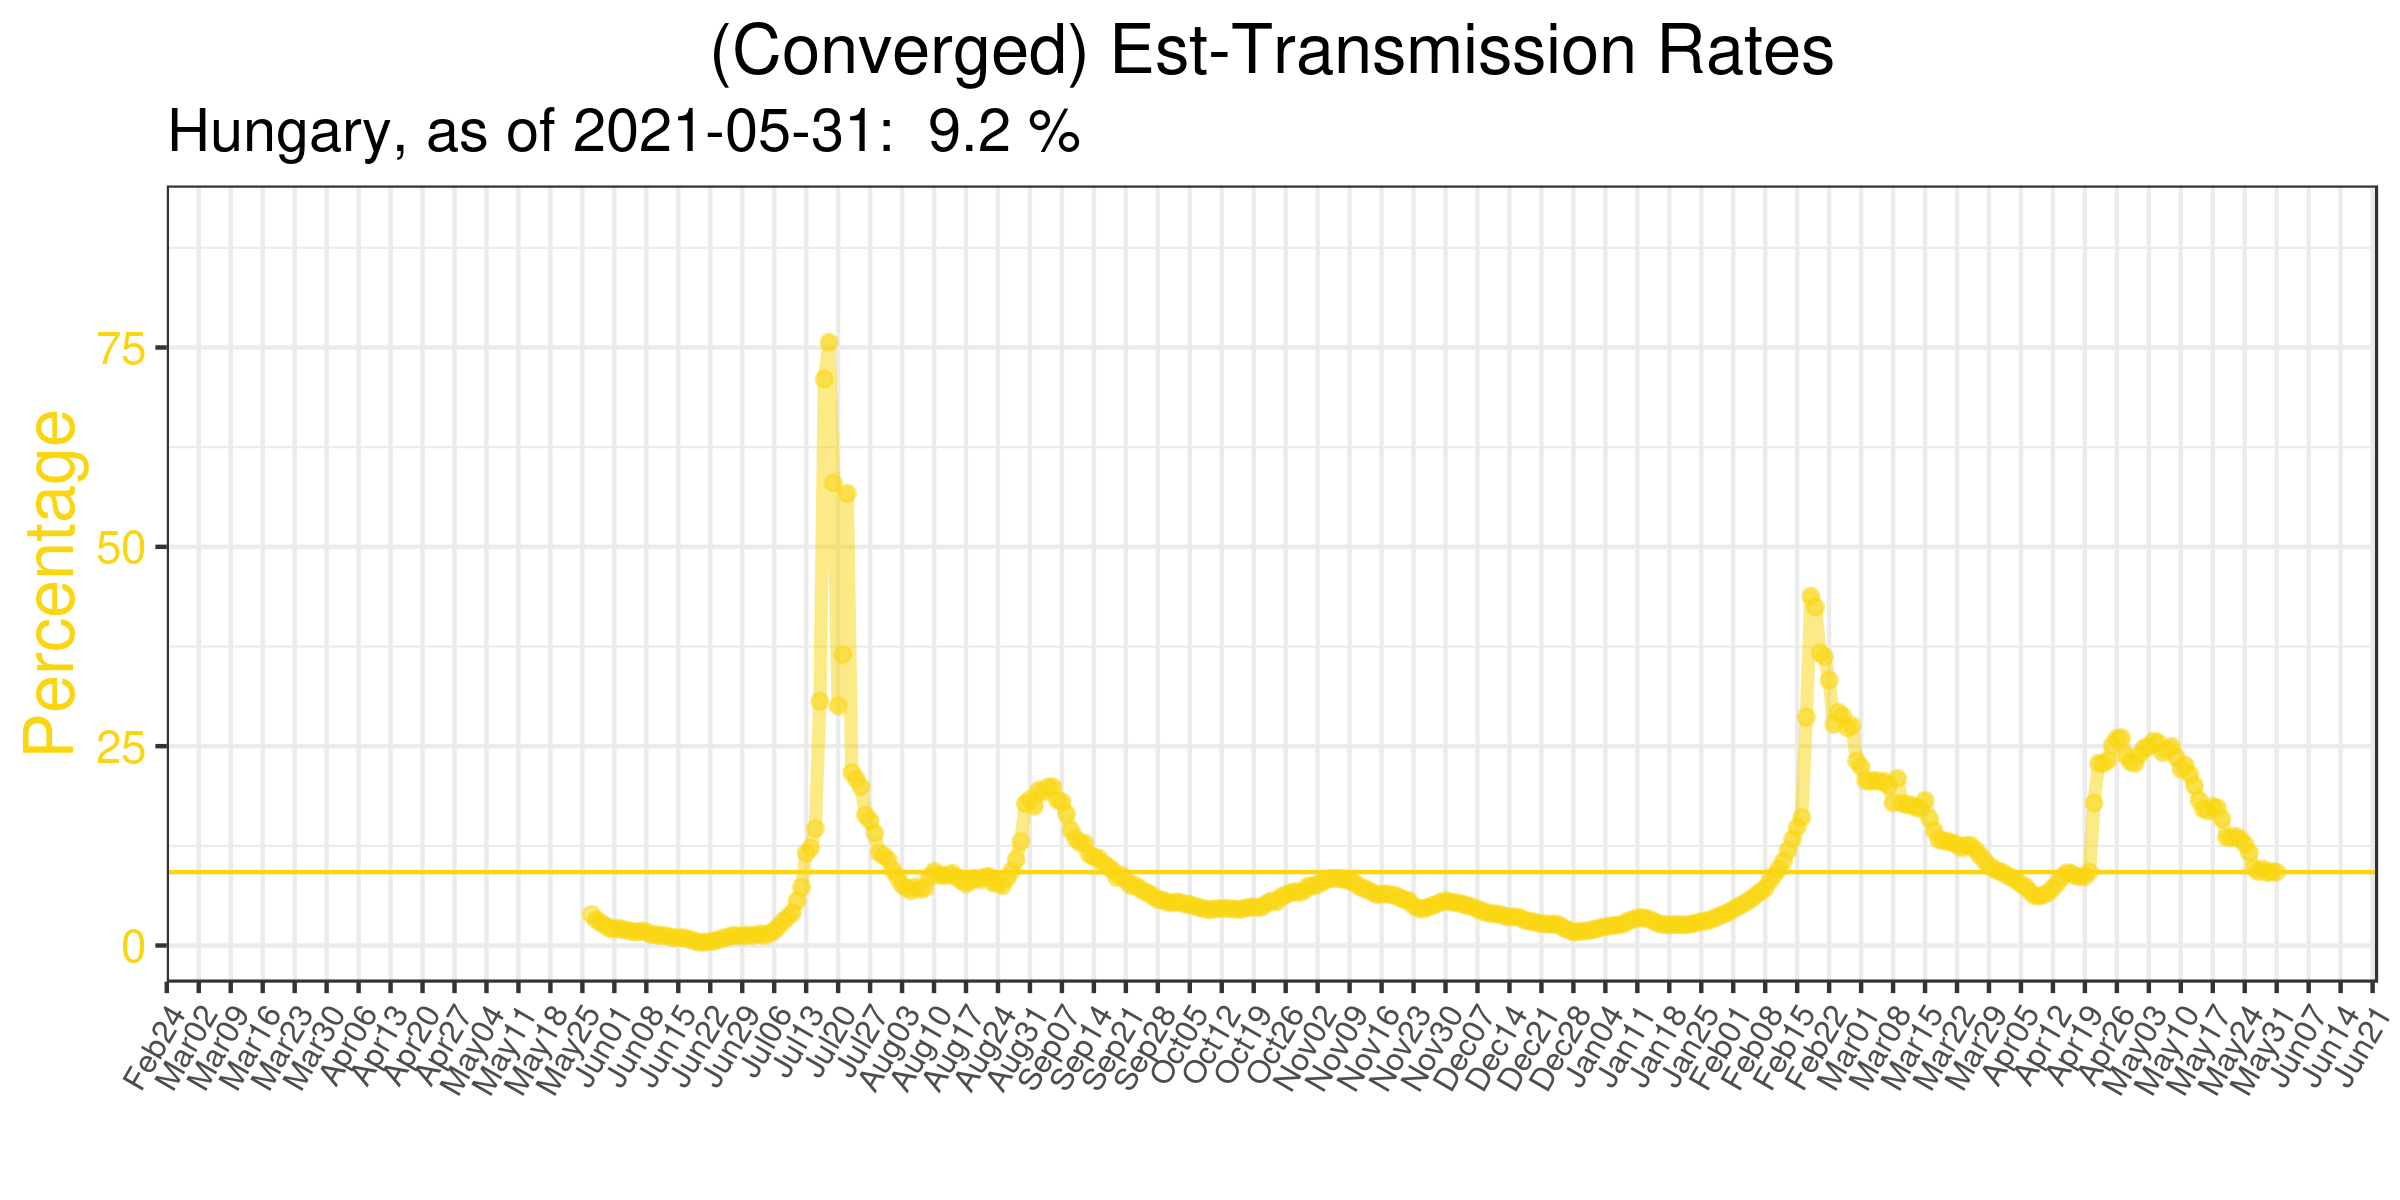 (Converged) Est-Transmission Rates
Hungary, as of 2021-05-31:  9.2 %
Percentage
75
50
25
0
Feb24
Mar02
Mar09
Mar16
Mar23
Mar30
Apr06
Apr13
Apr20
Apr27
May04
May11
May18
May25
Jun01
Jun08
Jun15
Jun22
Jun29
Jul06
Jul13
Jul20
Jul27
Aug03
Aug10
Aug17
Aug24
Aug31
Sep07
Sep14
Sep21
Sep28
Oct05
Oct12
Oct19
Oct26
Nov02
Nov09
Nov16
Nov23
Nov30
Dec07
Dec14
Dec21
Dec28
Jan04
Jan11
Jan18
Jan25
Feb01
Feb08
Feb15
Feb22
Mar01
Mar08
Mar15
Mar22
Mar29
Apr05
Apr12
Apr19
Apr26
May03
May10
May17
May24
May31
Jun07
Jun14
Jun21